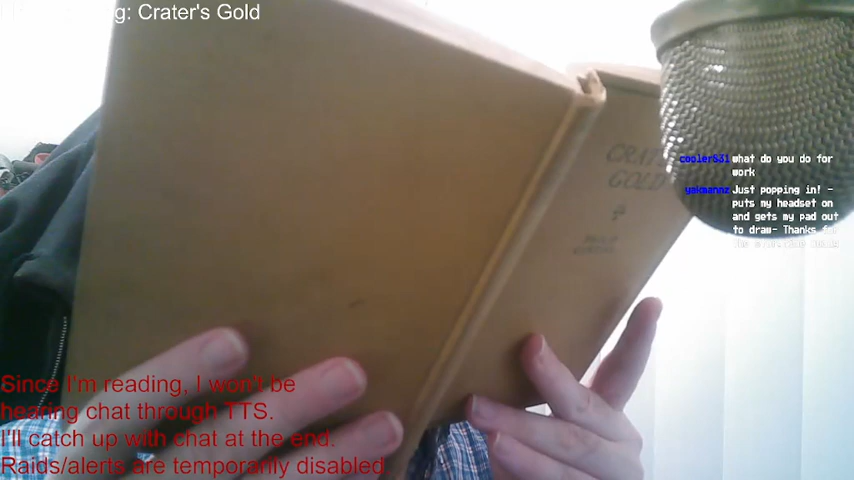 g: Crater's Gold
cooler831 what do you do for
work
yakmannz Just popping in! -
puts my headset on
and gets my pad out
to draw- Thanks for
CRATER'S
GOLD
Since I'm reading, I won't be
hearing chat through TTS.
I'll catch up with chat at the end.
Raids/alerts are temporarily disabled